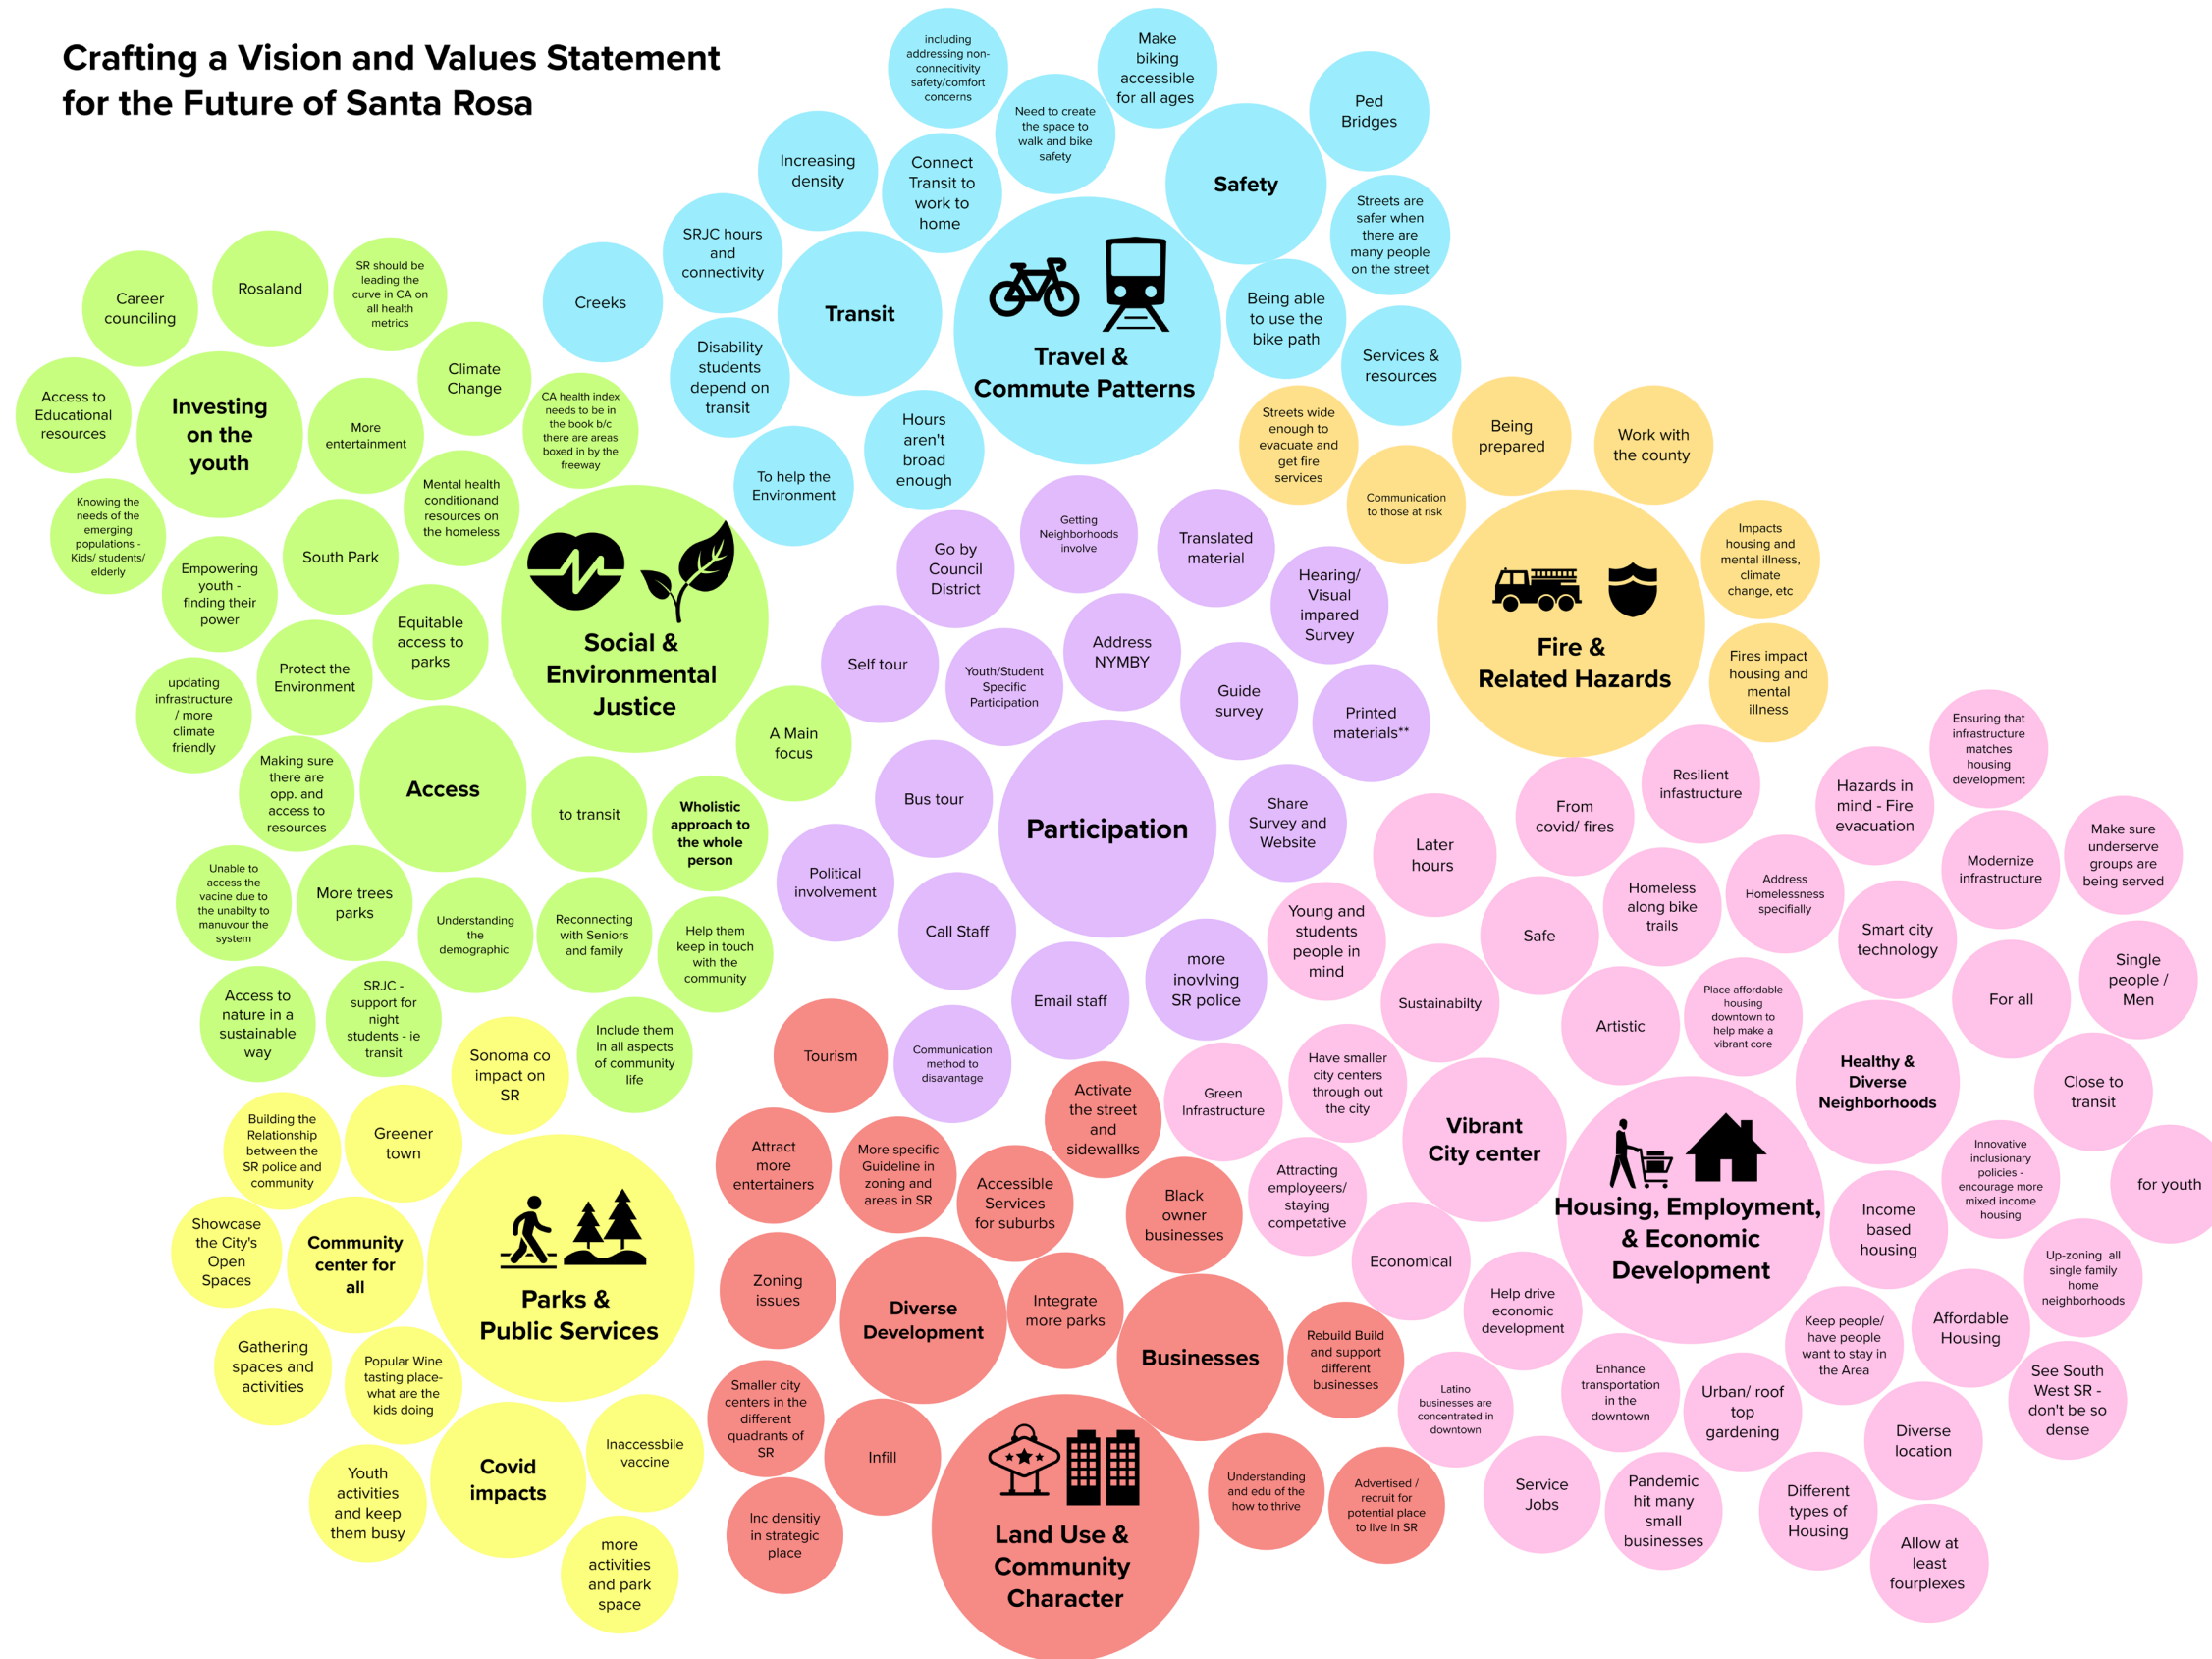 Crafting a Vision and Values Statement
for the Future of Santa Rosa
including
addressing non-
connecitivity
safety/comfort
concerns
Make
biking
accessible
for all ages
Need to create
the space to
walk and bike
safety
Ped
Bridges
Increasing
density
Connect
Transit to
work to
home
Safety
SRJC hours
and
connectivity
Streets are
safer when
there are
many people
on the street
Creeks
Transit
Travel &
Commute Patterns
Being able
to use the
bike path
Services &
resources
Disability
students
depend on
transit
Hours
aren't
broad
enough
To help the
Environment
Career
counciling
Rosaland
SR should be
leading the
curve in CA on
all health
metrics
Climate
Change
Access to
Educational
resources
Investing
on the
youth
More
entertainment
CA health index
needs to be in
the book b/c
there are areas
boxed in by the
freeway
Knowing the
needs of the
emerging
populations -
Kids/ students/
elderly
Mental health
conditionand
resources on
the homeless
Empowering
youth -
finding their
power
South Park
Equitable
access to
parks
Social &
Environmental
Justice
updating
infrastructure
/ more
climate
friendly
Protect the
Environment
A Main
focus
Making sure
there are
opp. and
access to
resources
Access
to transit
Wholistic
approach to
the whole
person
Unable to
access the
vacine due to
the unabilty to
manuvour the
system
More trees
parks
Understanding
the
demographic
Reconnecting
with Seniors
and family
Help them
keep in touch
with the
community
Access to
nature in a
sustainable
way
SRJC -
support for
night
students - ie
transit
Include them
in all aspects
of community
life
Streets wide
enough to
evacuate and
get fire
services
Being
prepared
Work with
the county
Communication
to those at risk
Impacts
housing and
mental illness,
climate
change, etc
Fire &
Related Hazards
Fires impact
housing and
mental
illness
Go by
Council
District
Getting
Neighborhoods
involve
Translated
material
Hearing/
Visual
impared
Survey
Self tour
Youth/Student
Specific
Participation
Address
NYMBY
Guide
survey
Printed
materials**
Bus tour
Participation
Share
Survey and
Website
Political
involvement
Call Staff
Email staff
more
inovlving
SR police
Communication
method to
disavantage
Sonoma co
impact on
SR
Building the
Relationship
between the
SR police and
community
Greener
town
Showcase
the City's
Open
Spaces
Community
center for
all
Parks &
Public Services
Gathering
spaces and
activities
Popular Wine
tasting place-
what are the
kids doing
Youth
activities
and keep
them busy
Covid
impacts
Inaccessbile
vaccine
more
activities
and park
space
Tourism
Activate
the street
and
sidewallks
Attract
more
entertainers
More specific
Guideline in
zoning and
areas in SR
Accessible
Services
for suburbs
Black
owner
businesses
Zoning
issues
Diverse
Development
Integrate
more parks
Businesses
Rebuild Build
and support
different
businesses
Smaller city
centers in the
different
quadrants of
SR
Infill
Inc densitiy
in strategic
place
Land Use &
Community
Character
Understanding
and edu of the
how to thrive
Advertised /
recruit for
potential place
to live in SR
Ensuring that
infrastructure
matches
housing
development
Resilient
infastructure
From
covid/ fires
Hazards in
mind - Fire
evacuation
Later
hours
Make sure
underserve
groups are
being served
Modernize
infrastructure
Homeless
along bike
trails
Address
Homelessness
specifially
Young and
students
people in
mind
Safe
Smart city
technology
Single
people /
Men
Sustainabilty
Artistic
Place affordable
housing
downtown to
help make a
vibrant core
For all
Green
Infrastructure
Have smaller
city centers
through out
the city
Healthy &
Diverse
Neighborhoods
Close to
transit
Vibrant
City center
Attracting
employeers/
staying
competative
Innovative
inclusionary
policies -
encourage more
mixed income
housing
for youth
Housing, Employment,
& Economic
Development
Income
based
housing
Economical
Up-zoning all
single family
home
neighborhoods
Help drive
economic
development
Keep people/
have people
want to stay in
the Area
Affordable
Housing
Latino
businesses are
concentrated in
downtown
Enhance
transportation
in the
downtown
Urban/ roof
top
gardening
See South
West SR -
don't be so
dense
Diverse
location
Service
Jobs
Pandemic
hit many
small
businesses
Different
types of
Housing
Allow at
least
fourplexes